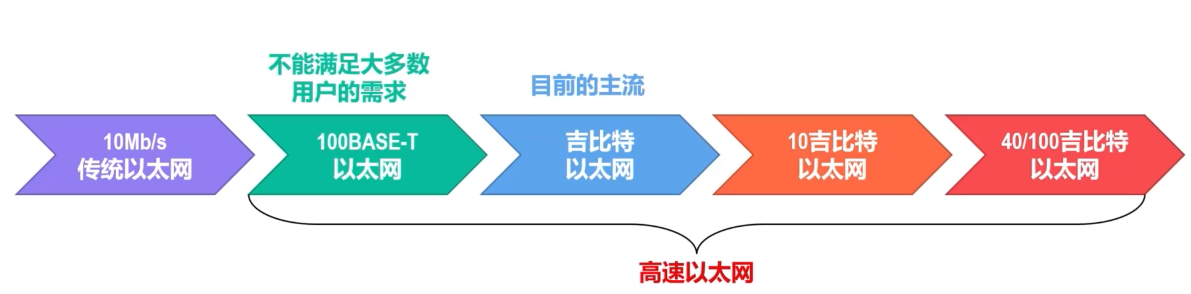 不能满足大多数
用户的需求
目前的主流
10Mb/s
传统以太网
100BASE-T
以太网
吉比特
以太网
10吉比特
以太网
40/100吉比特
以太网
高速以太网